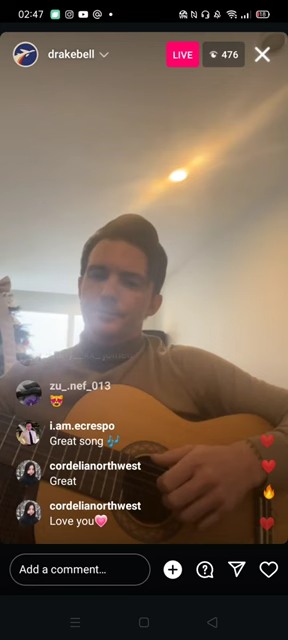 02:47
drakebell
LIVE
476
zu_.nef_013
😻
i.am.ecrespo
Great song 🎶
cordelianorthwest
Great
cordelianorthwest
Love you💗
Add a comment...